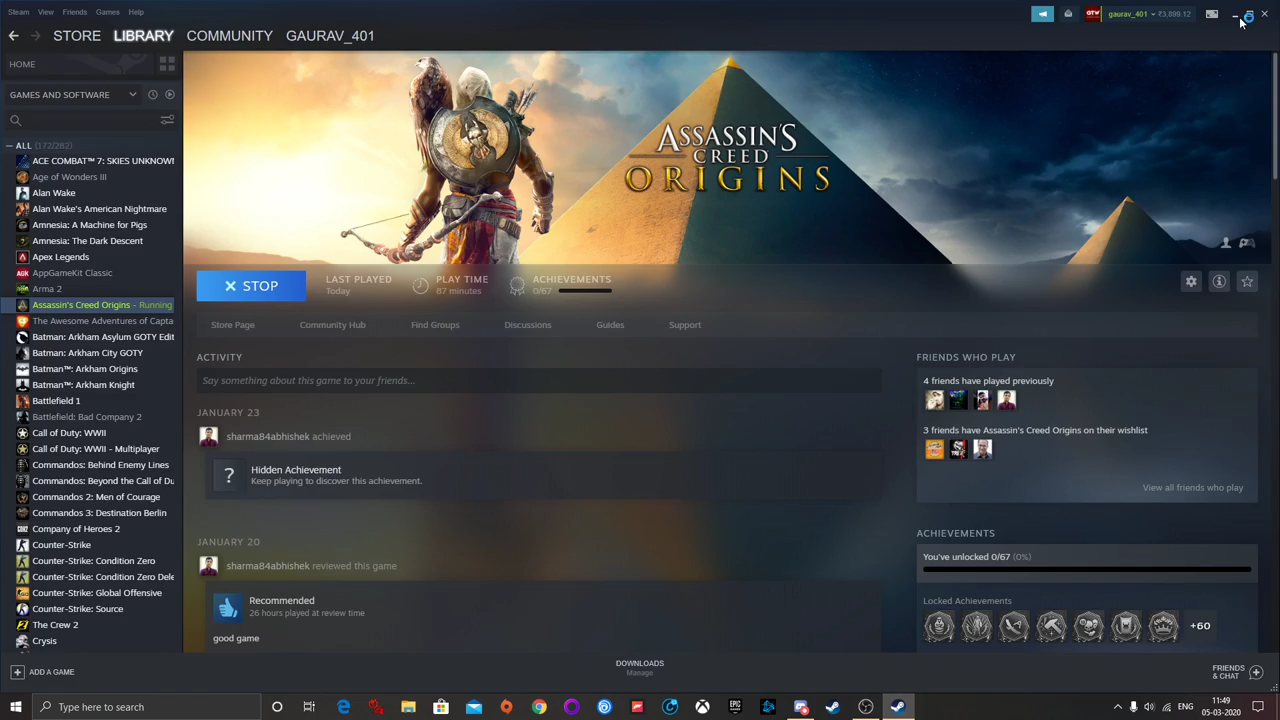 Steam View Friends Games Help
GTW gaurav_401 ₹3,899.12
STORE LIBRARY COMMUNITY GAURAV_401
HOME
GAMES AND SOFTWARE
ALL (172/282)
ACE COMBAT™ 7: SKIES UNKNOWN
Age of Wonders III
Alan Wake
Alan Wake's American Nightmare
Amnesia: A Machine for Pigs
Amnesia: The Dark Descent
Apex Legends
AGK AppGameKit Classic
Arma 2
Assassin's Creed Origins - Running
The Awesome Adventures of Capta
Batman: Arkham Asylum GOTY Edit
Batman: Arkham City GOTY
Batman™: Arkham Origins
Batman™: Arkham Knight
Battlefield 1
Battlefield: Bad Company 2
Call of Duty: WWII
Call of Duty: WWII - Multiplayer
Commandos: Behind Enemy Lines
Commandos: Beyond the Call of Du
Commandos 2: Men of Courage
Commandos 3: Destination Berlin
Company of Heroes 2
Counter-Strike
Counter-Strike: Condition Zero
Counter-Strike: Condition Zero Dele
Counter-Strike: Global Offensive
Counter-Strike: Source
The Crew 2
Crysis
ASSASSIN'S
CREED
ORIGINS
STOP
LAST PLAYED
Today
PLAY TIME
87 minutes
ACHIEVEMENTS
0/67
Store Page Community Hub Find Groups Discussions Guides Support
ACTIVITY
Say something about this game to your friends...
JANUARY 23
sharma84abhishek achieved
?
Hidden Achievement
Keep playing to discover this achievement.
JANUARY 20
sharma84abhishek reviewed this game
Recommended
26 hours played at review time
good game
FRIENDS WHO PLAY
4 friends have played previously
3 friends have Assassin's Creed Origins on their wishlist
View all friends who play
ACHIEVEMENTS
You've unlocked 0/67 (0%)
Locked Achievements
+60
ADD A GAME
DOWNLOADS
Manage
FRIENDS
& CHAT
Type here to search
EPIC
GAMES
ENG
11:49
05-03-2020